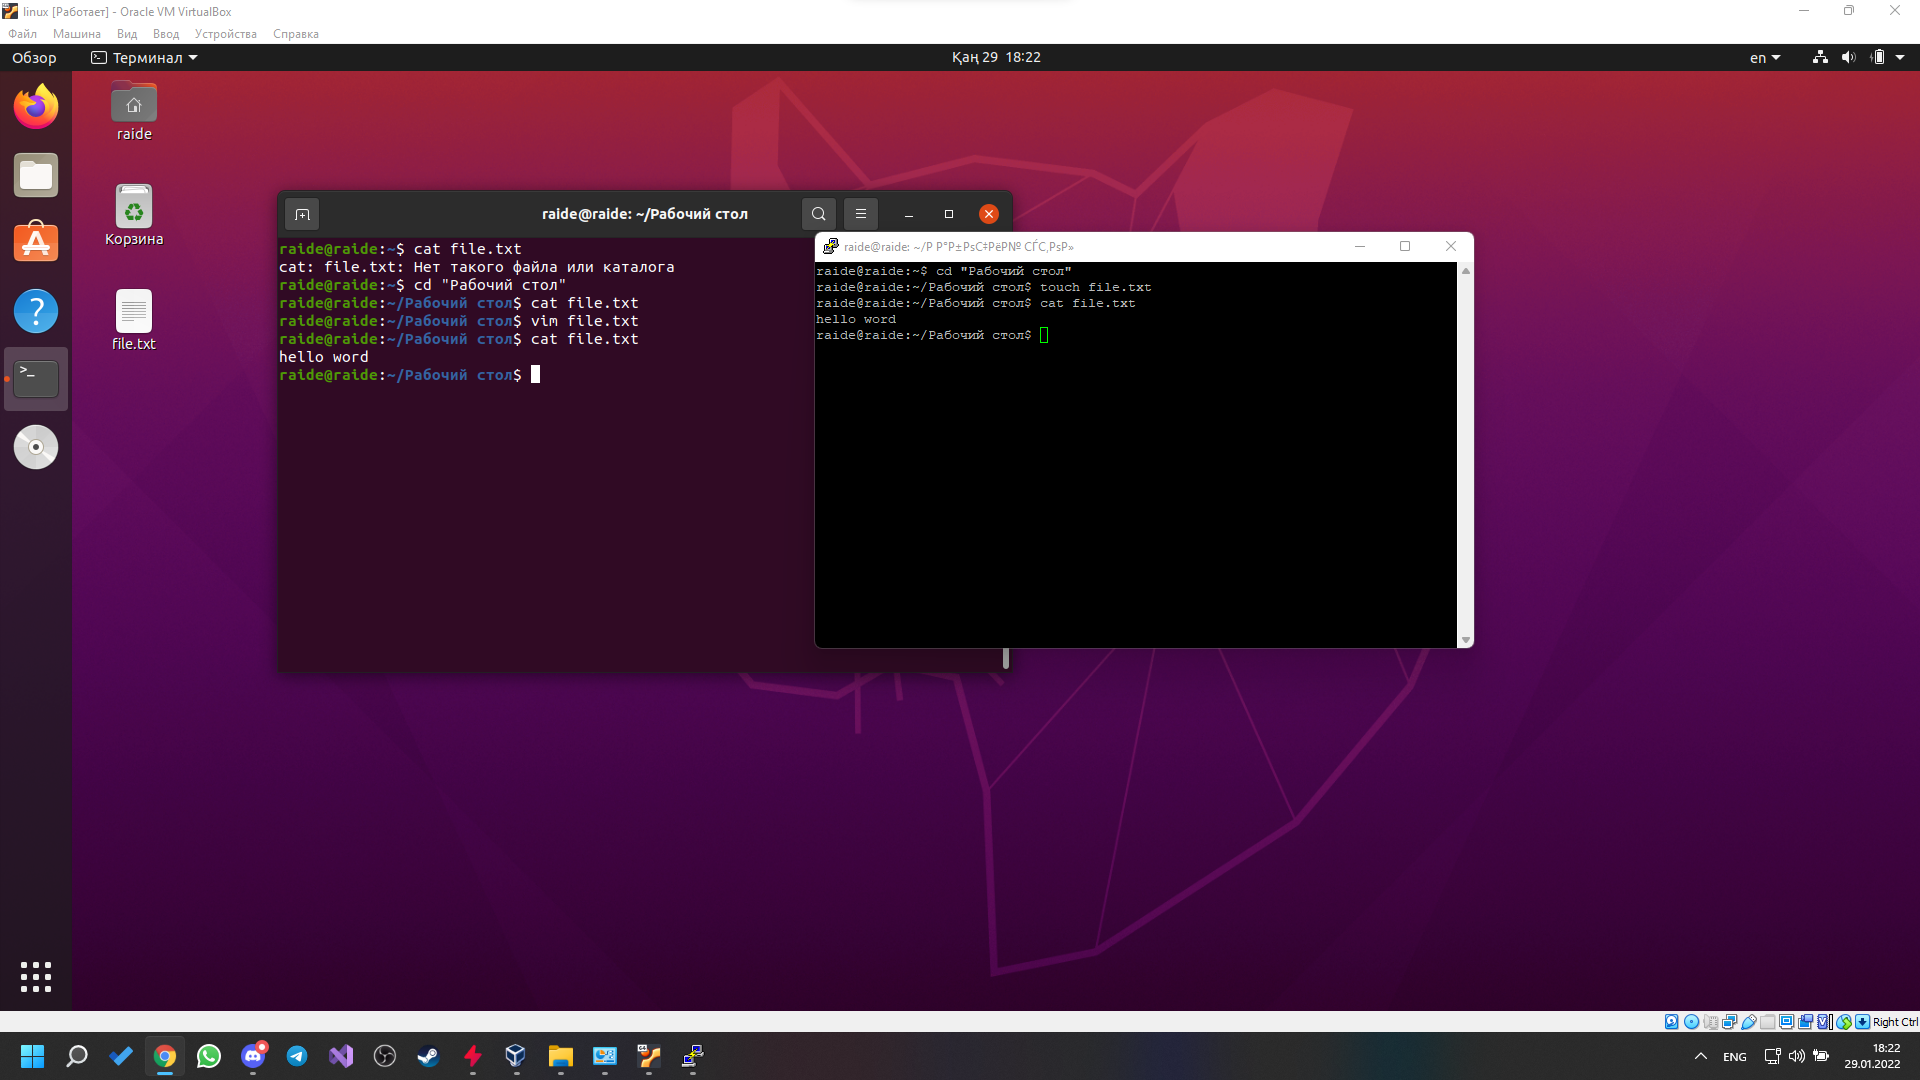 linux [Работает] - Oracle VM VirtualBox
Файл Машина Вид Ввод Устройства Справка
Обзор Терминал Қаң 29 18:22 en
raide
Корзина
file.txt
raide@raide: ~/Рабочий стол
raide@raide:~$ cat file.txt
cat: file.txt: Нет такого файла или каталога
raide@raide:~$ cd "Рабочий стол"
raide@raide:~/Рабочий стол$ cat file.txt
raide@raide:~/Рабочий стол$ vim file.txt
raide@raide:~/Рабочий стол$ cat file.txt
hello word
raide@raide:~/Рабочий стол$
raide@raide: ~/Р Р°Р±РѕС‡РёР№ СЃС‚РѕР»
raide@raide:~$ cd "Рабочий стол"
raide@raide:~/Рабочий стол$ touch file.txt
raide@raide:~/Рабочий стол$ cat file.txt
hello word
raide@raide:~/Рабочий стол$
Right Ctrl
ENG
18:22
29.01.2022